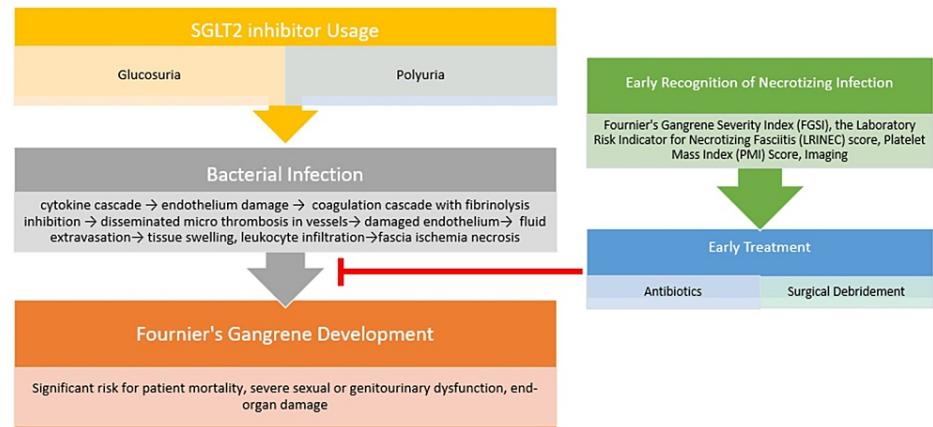 SGLT2 inhibitor Usage
Glucosuria
Polyuria
Bacterial Infection
cytokine cascade → endothelium damage → coagulation cascade with fibrinolysis
inhibition → disseminated micro thrombosis in vessels→ damaged endothelium→ fluid
extravasation→ tissue swelling, leukocyte infiltration→fascia ischemia necrosis
Fournier's Gangrene Development
Significant risk for patient mortality, severe sexual or genitourinary dysfunction, end-
organ damage
Early Recognition of Necrotizing Infection
Fournier's Gangrene Severity Index (FGSI), the Laboratory
Risk Indicator for Necrotizing Fasciitis (LRINEC) score, Platelet
Mass Index (PMI) Score, Imaging
Early Treatment
Antibiotics
Surgical Debridement